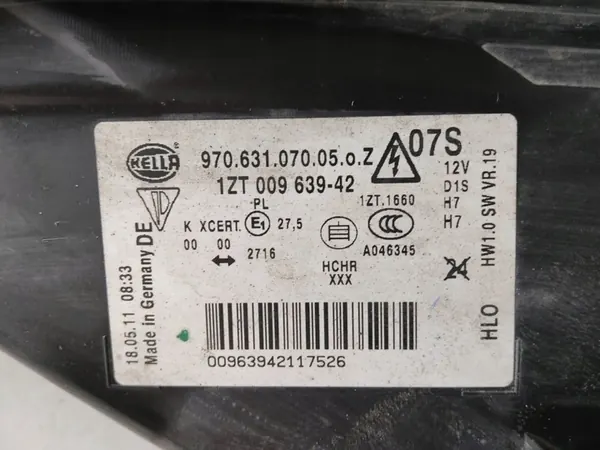 HELLA
970.631.070.05.o.Z
07S
1ZT 009 639-42
12V
D1S
H7
H7
PL
1ZT.1660
K XCERT. E1 27,5
CCC
00 00
2716
A046345
HCHR
XXX
24
HLO HW1.0 SW VR.19
18.05.11 08:33
Made in Germany DE
00963942117526